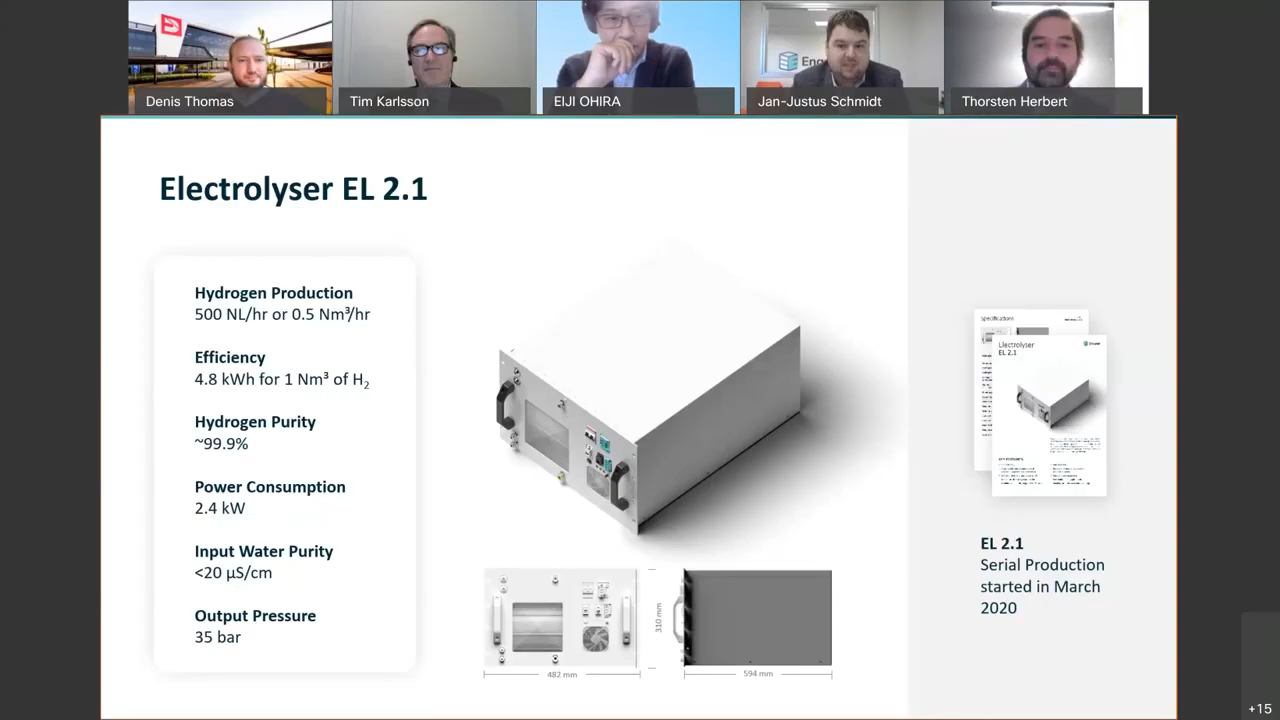 Denis Thomas
Tim Karlsson
EIJI OHIRA
Jan-Justus Schmidt
Thorsten Herbert
Electrolyser EL 2.1
Hydrogen Production
500 NL/hr or 0.5 Nm³/hr
Efficiency
4.8 kWh for 1 Nm³ of H₂
Hydrogen Purity
~99.9%
Power Consumption
2.4 kW
Input Water Purity
<20 µS/cm
Output Pressure
35 bar
310 mm
482 mm
594 mm
Specifications
Electrolyser
EL 2.1
EL 2.1
Serial Production
started in March
2020
+15